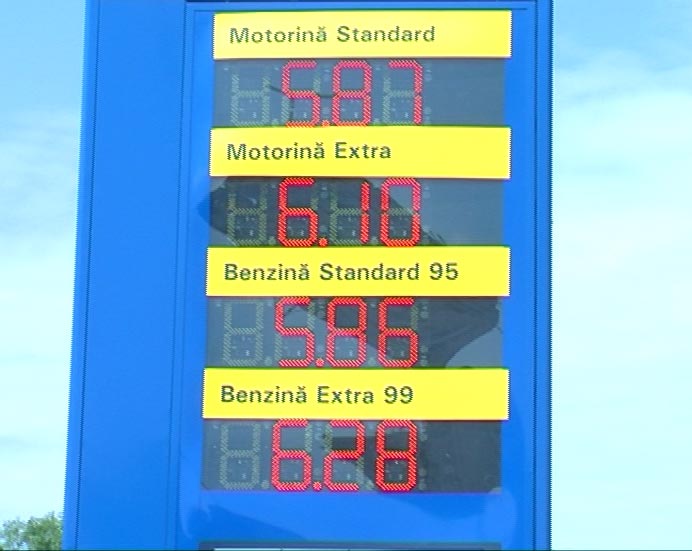 Motorină Standard
5.87
Motorină Extra
6.10
Benzină Standard 95
5.86
Benzină Extra 99
6.28